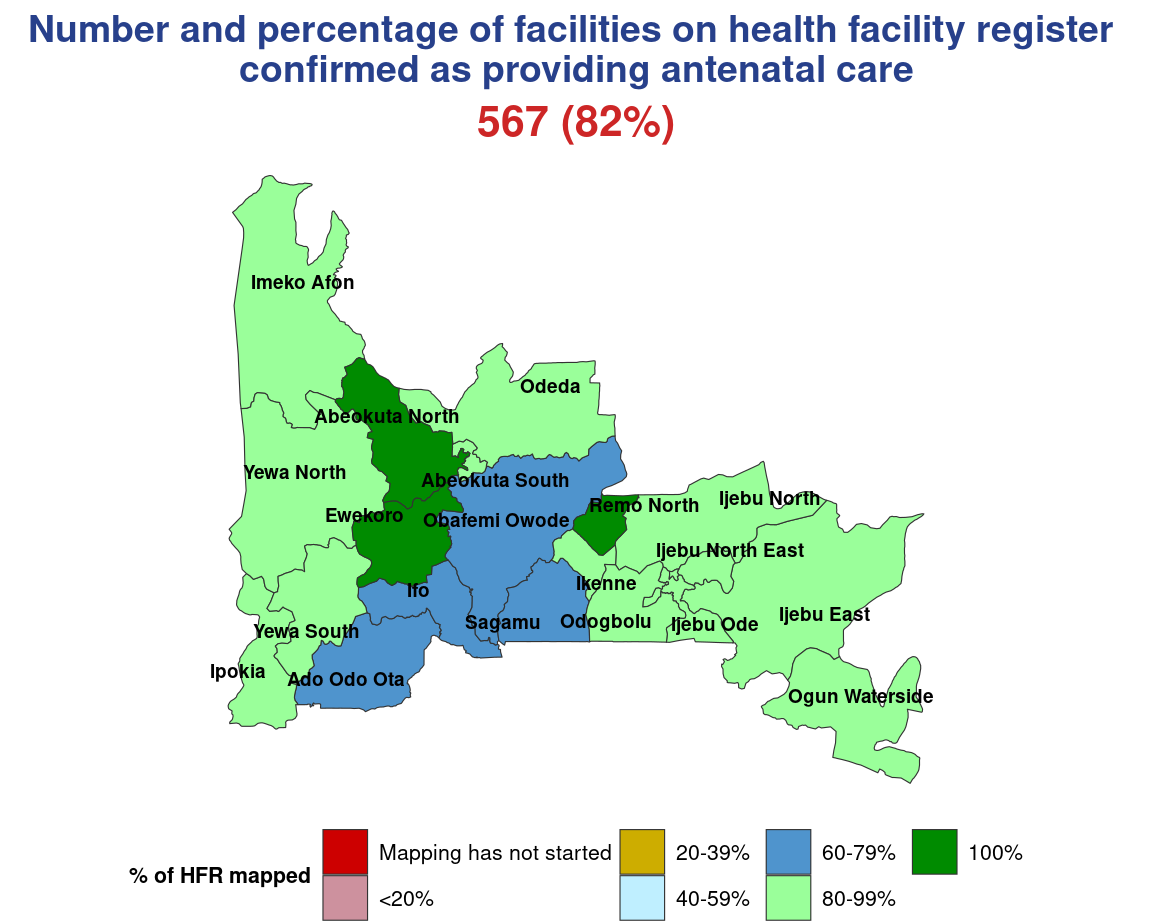 Number and percentage of facilities on health facility register
confirmed as providing antenatal care
567 (82%)
Imeko Afon
Odeda
Abeokuta North
Yewa North
Abeokuta South
Ijebu North
Remo North
Ewekoro
Obafemi Owode
Ijebu North East
Ikenne
Ifo
Ijebu East
Sagamu
Odogbolu
Ijebu Ode
Yewa South
Ipokia
Ado Odo Ota
Ogun Waterside
% of HFR mapped
Mapping has not started
<20%
20-39%
40-59%
60-79%
80-99%
100%